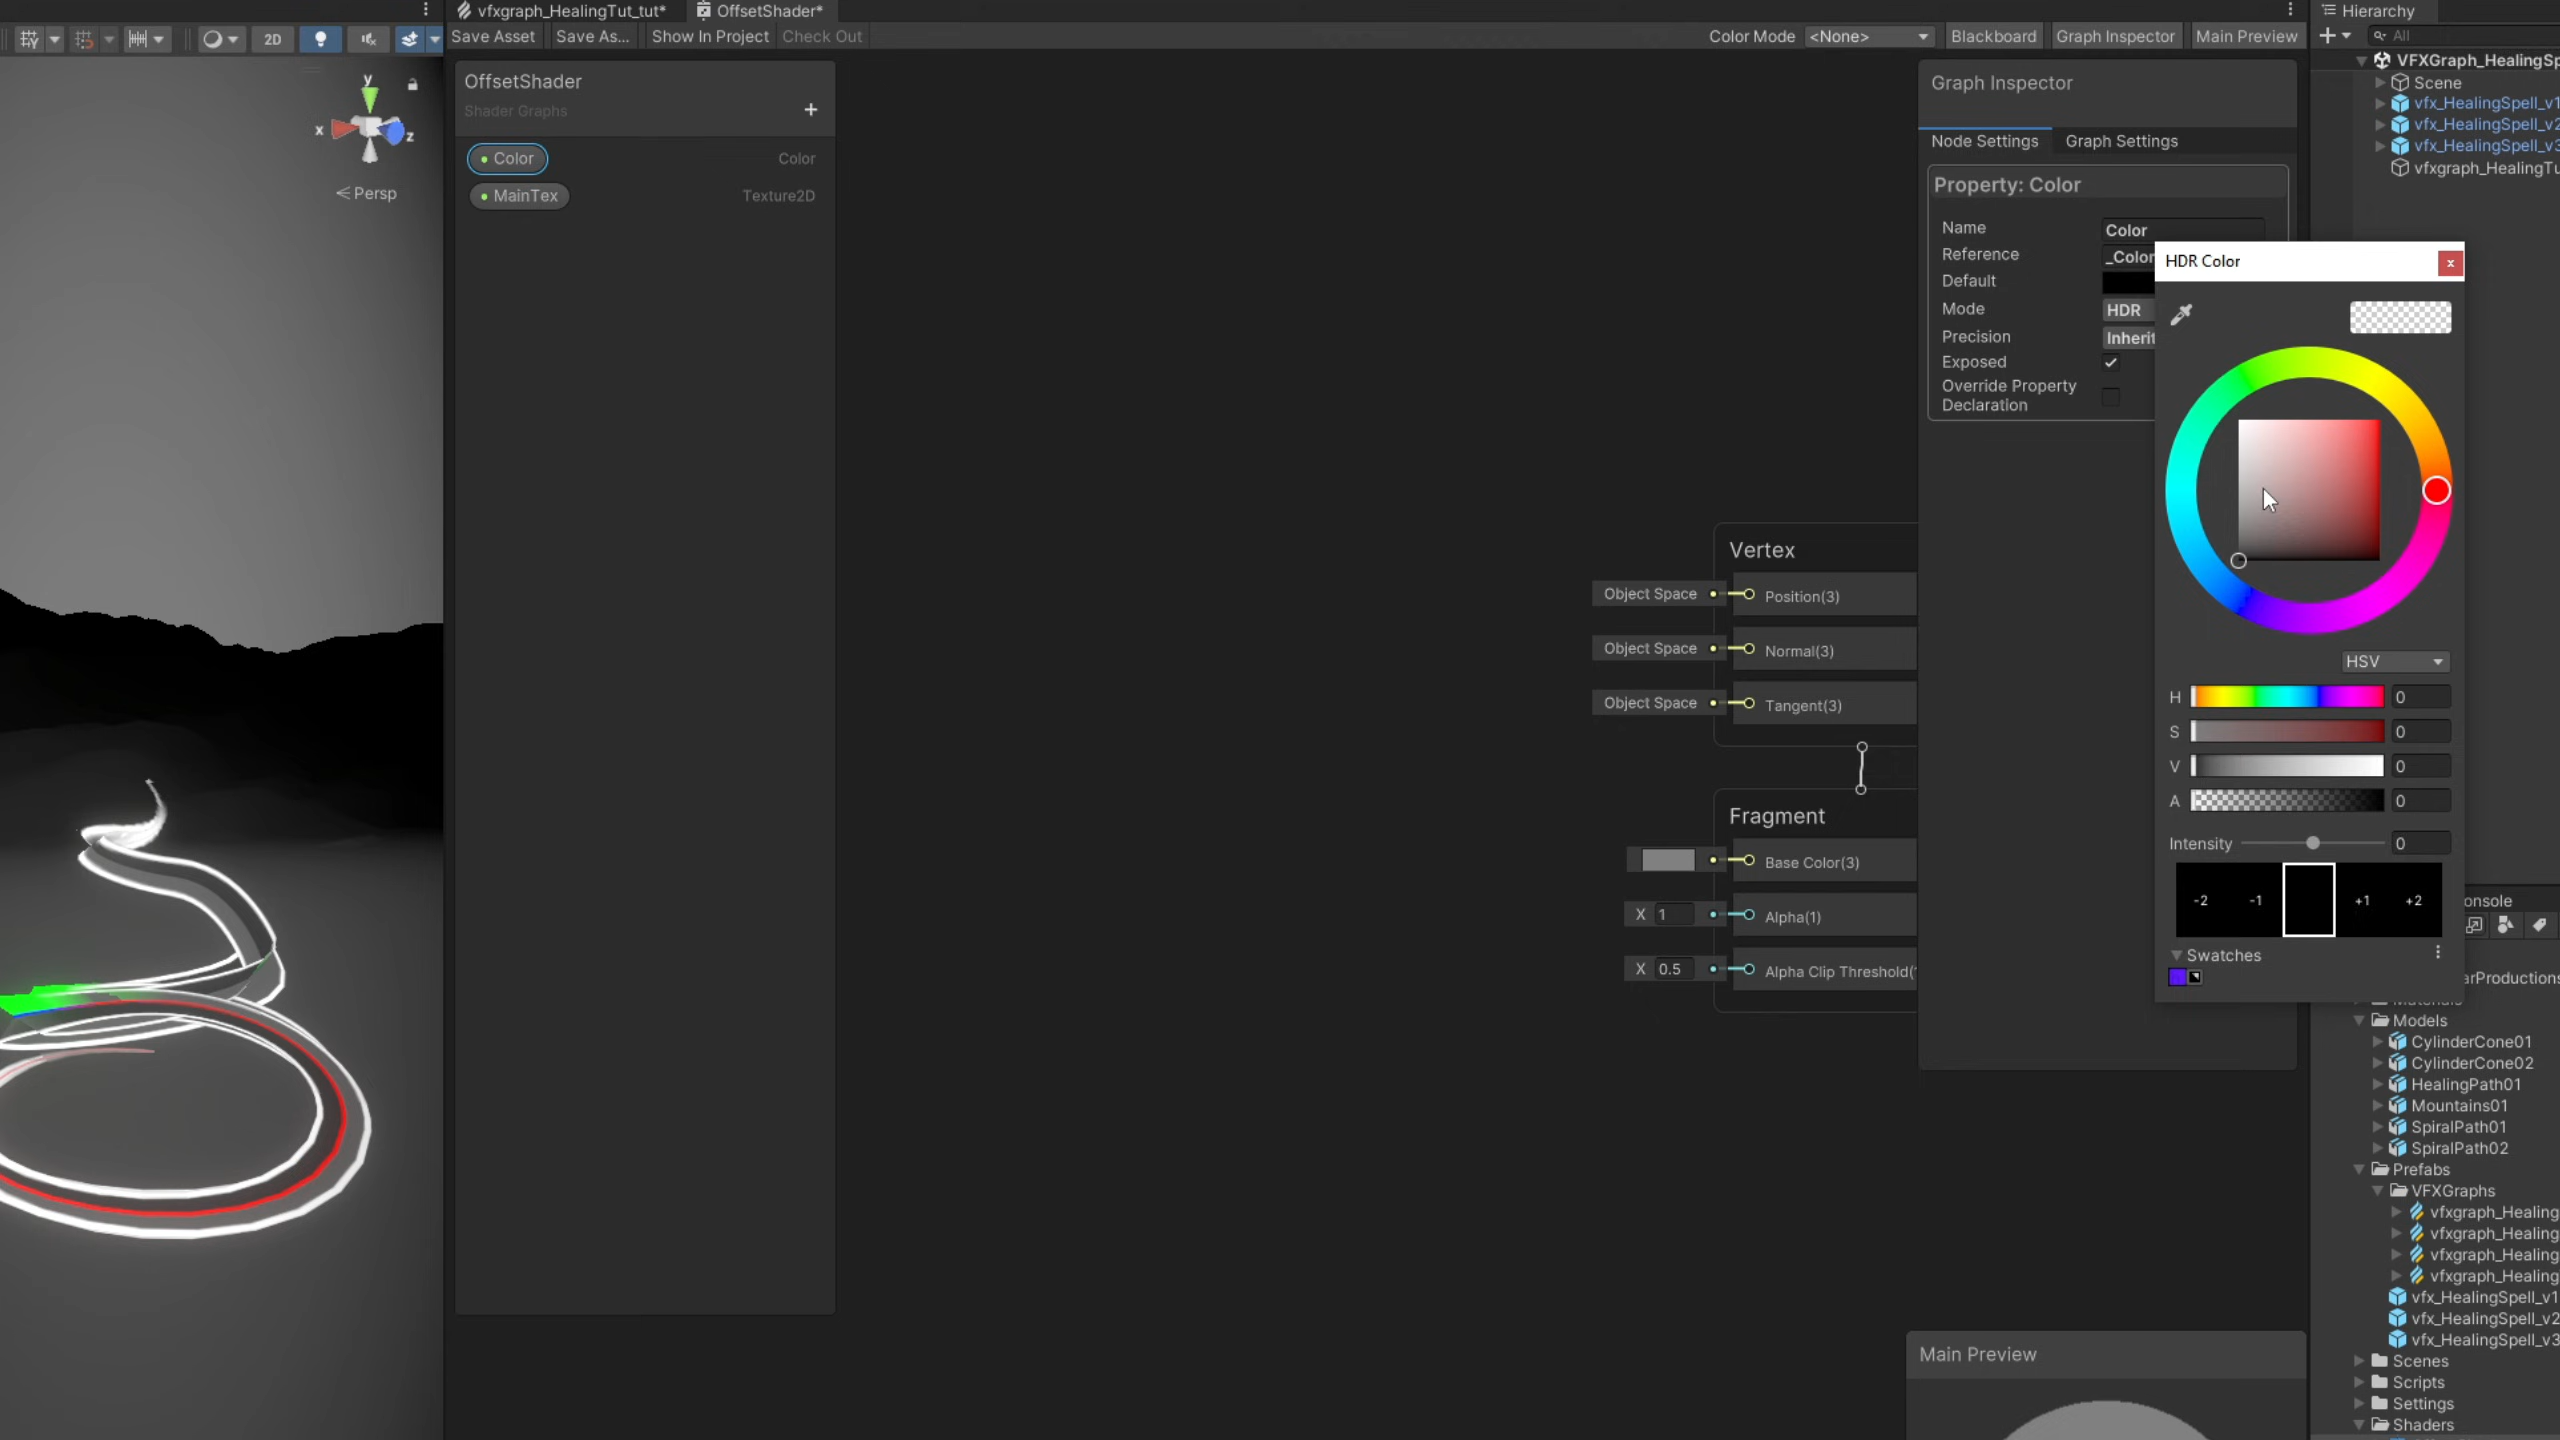 vfxgraph_HealingTut_tut*
OffsetShader*
Hierarchy
2D
Save Asset
Save As...
Show In Project
Check Out
Color Mode
<None>
Blackboard
Graph Inspector
Main Preview
All
y
x
z
Persp
OffsetShader
Shader Graphs
Color
Color
MainTex
Texture2D
Graph Inspector
Node Settings
Graph Settings
Property: Color
Name
Color
Reference
_Color
Default
Mode
HDR
Precision
Inherit
Exposed
Override Property
Declaration
HDR Color
x
HSV
H
0
S
0
V
0
A
0
Intensity
0
-2
-1
+1
+2
Swatches
Vertex
Object Space
Position(3)
Object Space
Normal(3)
Object Space
Tangent(3)
Fragment
Base Color(3)
X
1
Alpha(1)
X
0.5
Alpha Clip Threshold(
Main Preview
VFXGraph_HealingSp
Scene
vfx_HealingSpell_v1
vfx_HealingSpell_v2
vfx_HealingSpell_v3
vfxgraph_HealingTu
onsole
arProductions
Materials
Models
CylinderCone01
CylinderCone02
HealingPath01
Mountains01
SpiralPath01
SpiralPath02
Prefabs
VFXGraphs
vfxgraph_Healing
vfxgraph_Healing
vfxgraph_Healing
vfxgraph_Healing
vfx_HealingSpell_v1
vfx_HealingSpell_v2
vfx_HealingSpell_v3
Scenes
Scripts
Settings
Shaders